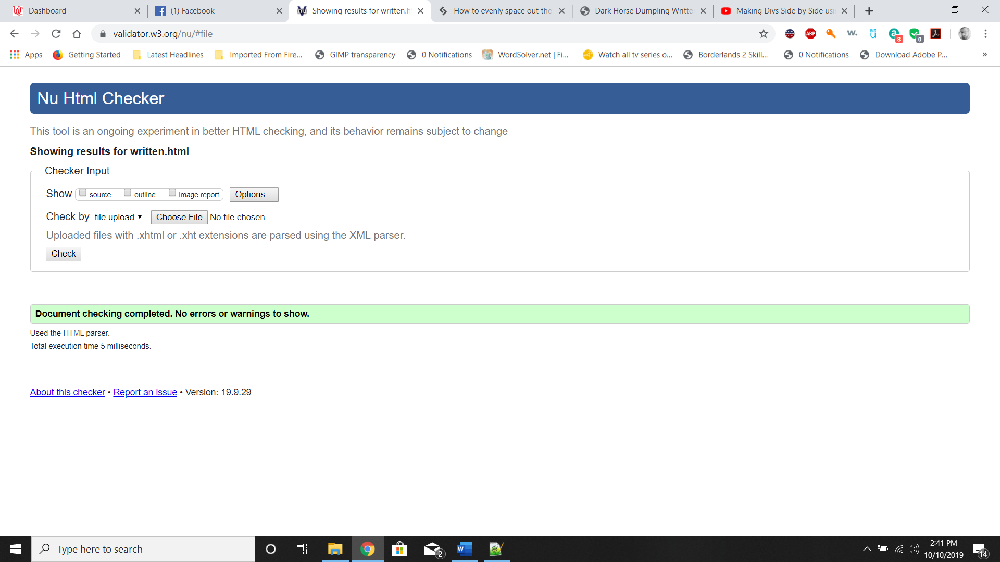 Dashboard
(1) Facebook
Showing results for written.h
How to evenly space out the
Dark Horse Dumpling Writte
Making Divs Side by Side usi
validator.w3.org/nu/#file
ABP
w.
8
0
Apps
Getting Started
Latest Headlines
Imported From Fire...
GIMP transparency
0 Notifications
WordSolver.net | Fi...
Watch all tv series o...
Borderlands 2 Skill...
0 Notifications
Download Adobe P...
»
Nu Html Checker
This tool is an ongoing experiment in better HTML checking, and its behavior remains subject to change
Showing results for written.html
Checker Input
Show source outline image report Options...
Check by file upload Choose File No file chosen
Uploaded files with .xhtml or .xht extensions are parsed using the XML parser.
Check
Document checking completed. No errors or warnings to show.
Used the HTML parser.
Total execution time 5 milliseconds.
About this checker • Report an issue • Version: 19.9.29
Type here to search
2
2:41 PM
10/10/2019
14